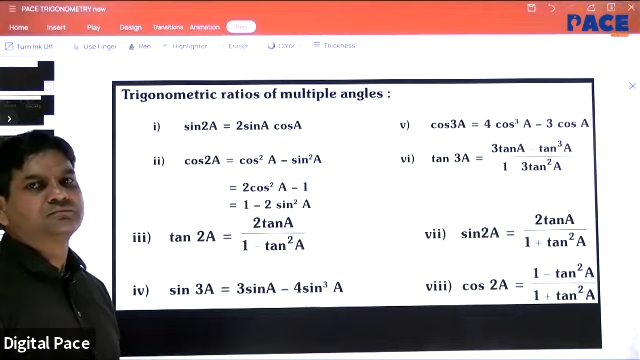 PACE TRIGONOMETRY new
Home Insert Play Design Transitions Animation Pen
Turn Ink Off Use Finger Pen Highlighter Eraser Color Thickness
PACE
Trigonometric ratios of multiple angles :
i) sin2A = 2sinA cosA
ii) cos2A = cos² A – sin²A
= 2cos² A – 1
= 1 – 2 sin² A
iii) tan 2A = 2tanA / 1 – tan²A
iv) sin 3A = 3sinA – 4sin³ A
v) cos3A = 4 cos³ A – 3 cos A
vi) tan 3A = 3tanA – tan³A / 1 3tan²A
vii) sin2A = 2tanA / 1 + tan²A
viii) cos 2A = 1 – tan²A / 1 + tan²A
Digital Pace